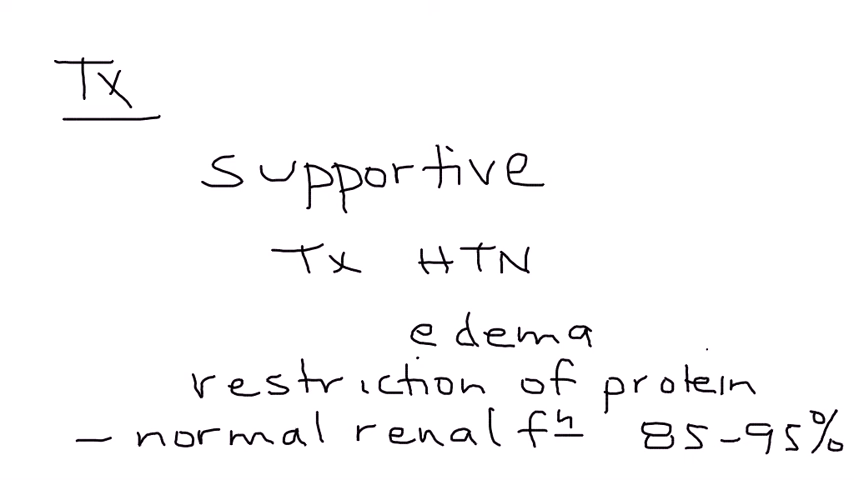 Tx
supportive
Tx HTN
edema
restriction of protein
- normal renal fn 85-95%